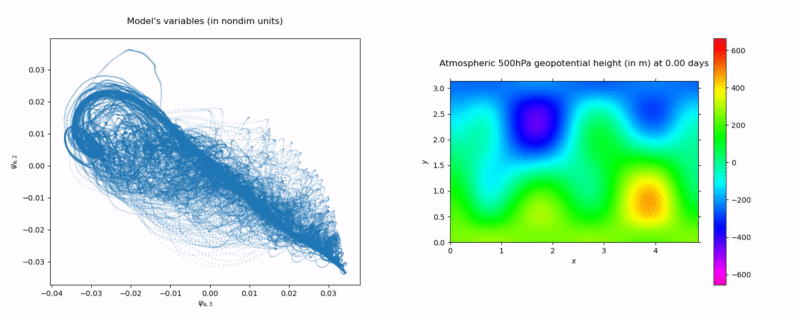 Model's variables (in nondim units)
0.03
0.02
0.01
0.00
−0.01
−0.02
−0.03
ψa, 2
−0.04 −0.03 −0.02 −0.01 0.00 0.01 0.02 0.03
ψa, 3
Atmospheric 500hPa geopotential height (in m) at 0.00 days
3.0
2.5
2.0
1.5
1.0
0.5
0.0
y
0 1 2 3 4
x
600
400
200
0
−200
−400
−600